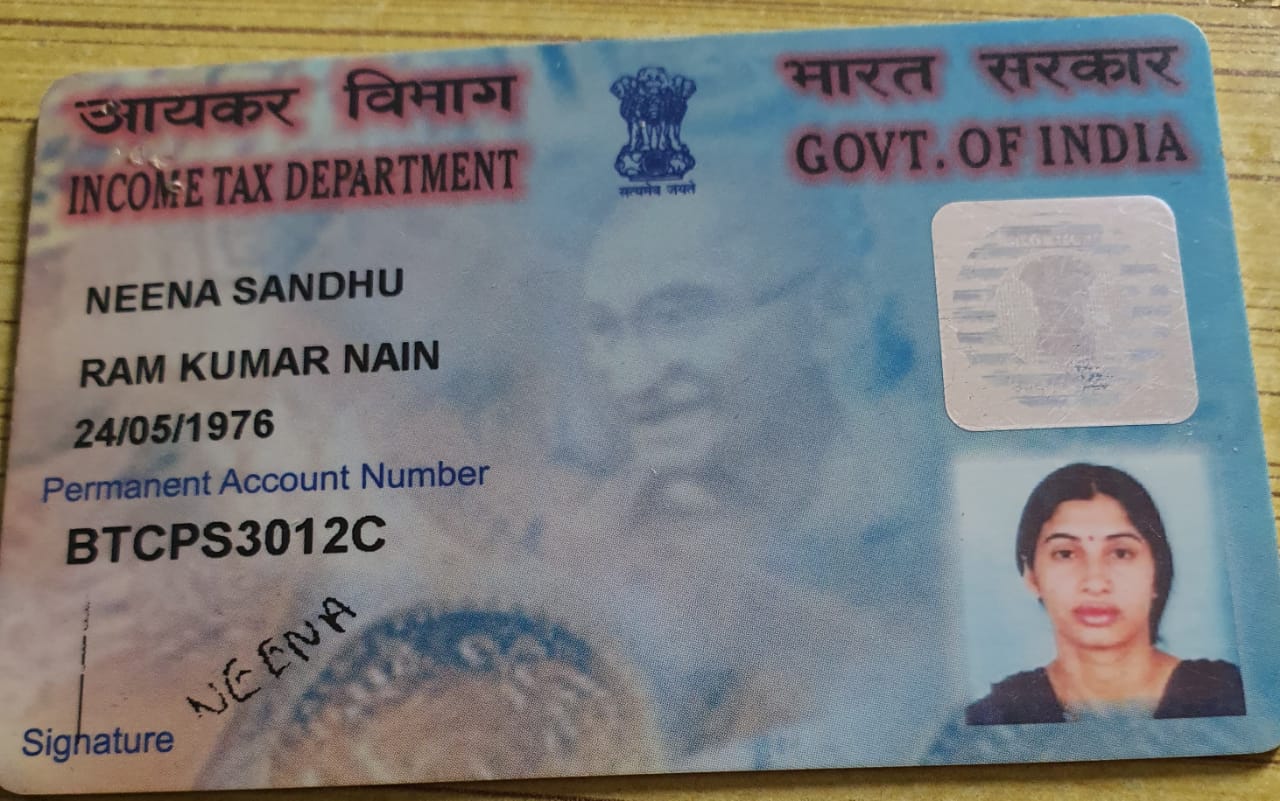 आयकर विभाग
INCOME TAX DEPARTMENT
सत्यमेव जयते
भारत सरकार
GOVT. OF INDIA
NEENA SANDHU
RAM KUMAR NAIN
24/05/1976
Permanent Account Number
BTCPS3012C
NEENA
Signature